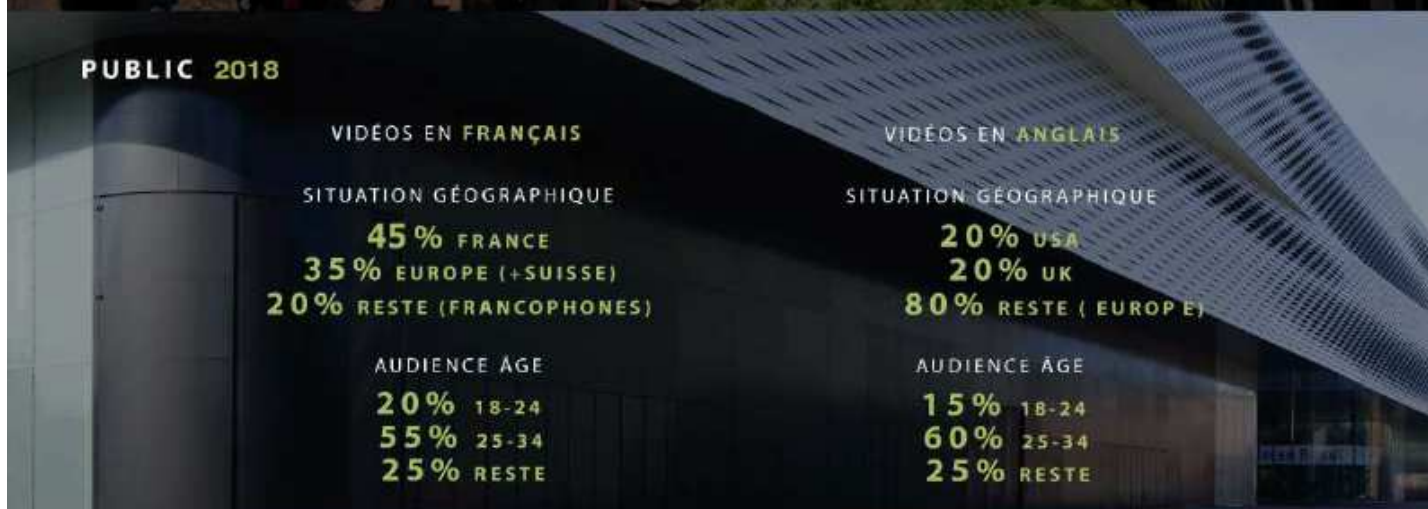 PUBLIC 2018
VIDÉOS EN FRANÇAIS
SITUATION GÉOGRAPHIQUE
45% FRANCE
35% EUROPE (+SUISSE)
20% RESTE (FRANCOPHONES)
AUDIENCE ÂGE
20% 18-24
55% 25-34
25% RESTE
VIDÉOS EN ANGLAIS
SITUATION GÉOGRAPHIQUE
20% USA
20% UK
80% RESTE ( EUROPE)
AUDIENCE ÂGE
15% 18-24
60% 25-34
25% RESTE